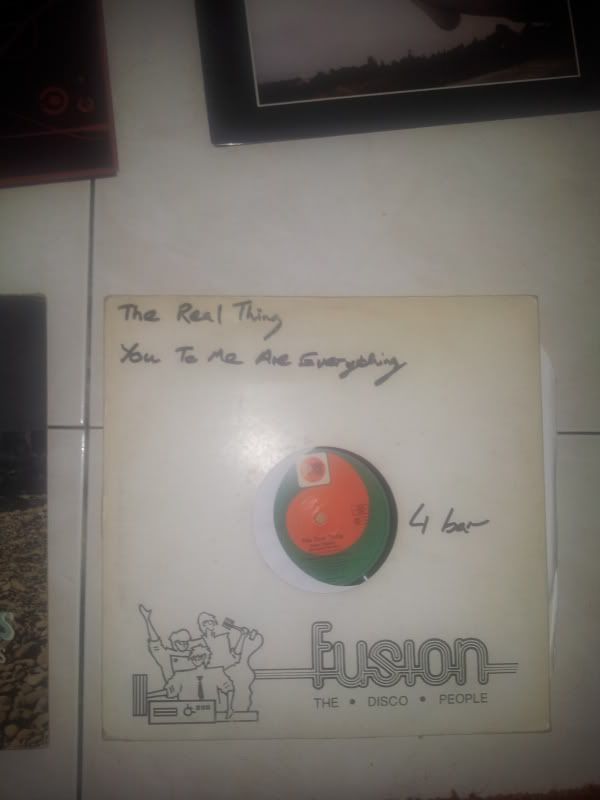 The Real Thing
You To Me Are Everything
4 bar
fusion
THE • DISCO • PEOPLE